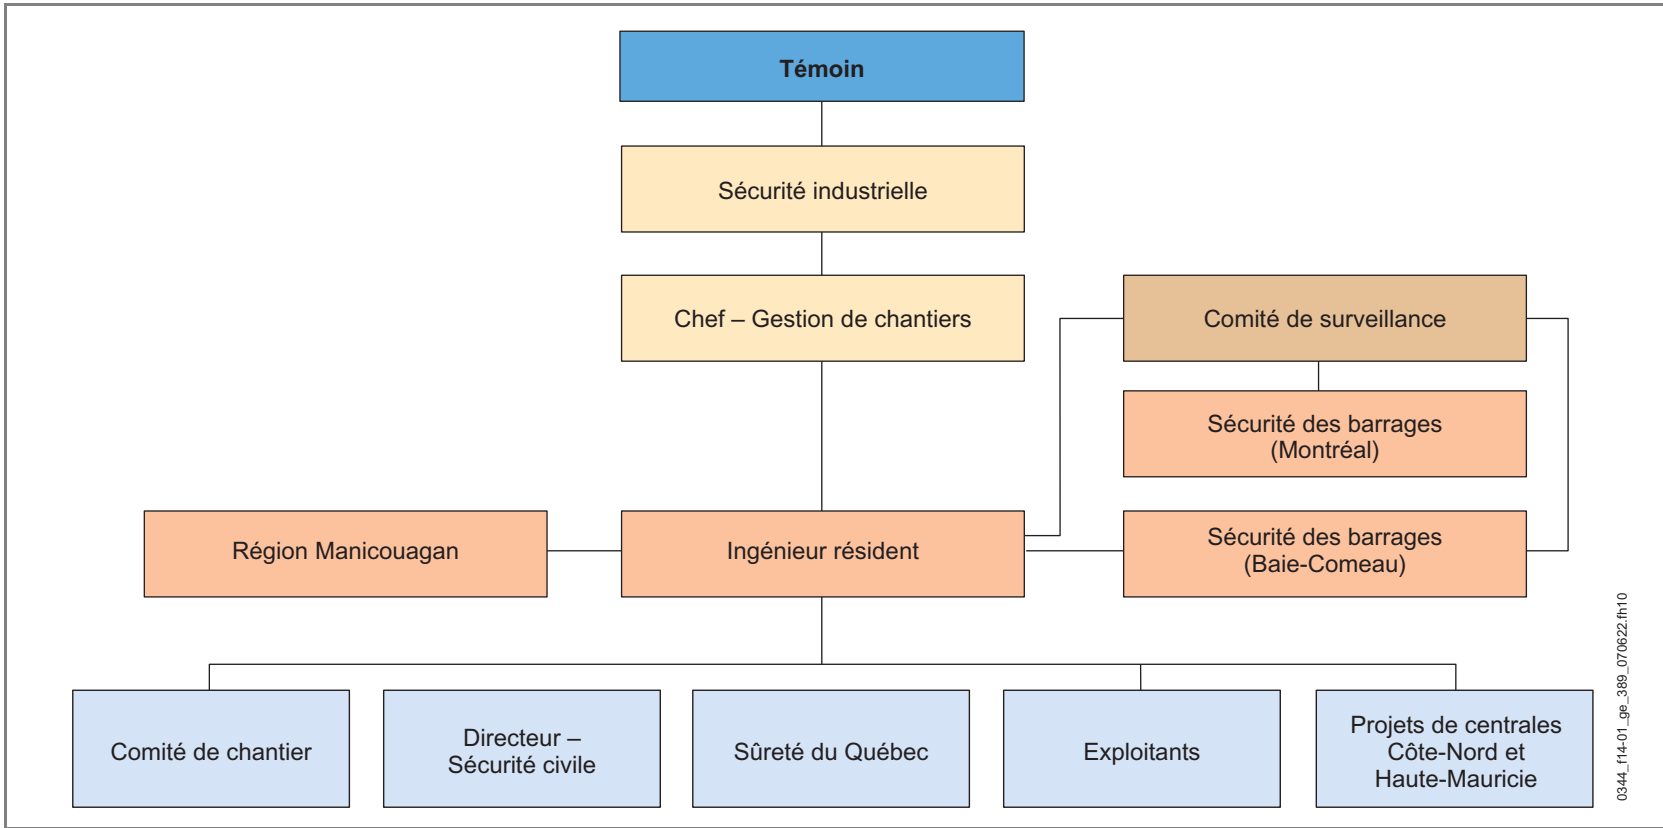 Témoin
Sécurité industrielle
Chef – Gestion de chantiers
Comité de surveillance
Sécurité des barrages
(Montréal)
Région Manicouagan
Ingénieur résident
Sécurité des barrages
(Baie-Comeau)
Comité de chantier
Directeur –
Sécurité civile
Sûreté du Québec
Exploitants
Projets de centrales
Côte-Nord et
Haute-Mauricie
0344_f14-01_ge_389_070622.fh10